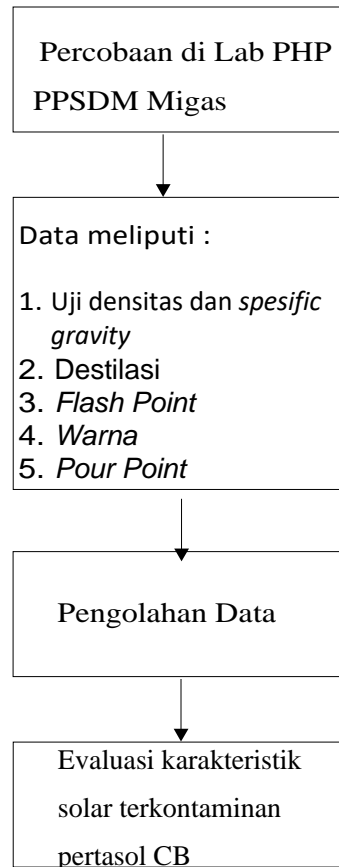 Percobaan di Lab PHP
PPSDM Migas
Data meliputi :
1. Uji densitas dan spesific
gravity
2. Destilasi
3. Flash Point
4. Warna
5. Pour Point
Pengolahan Data
Evaluasi karakteristik
solar terkontaminan
pertasol CB